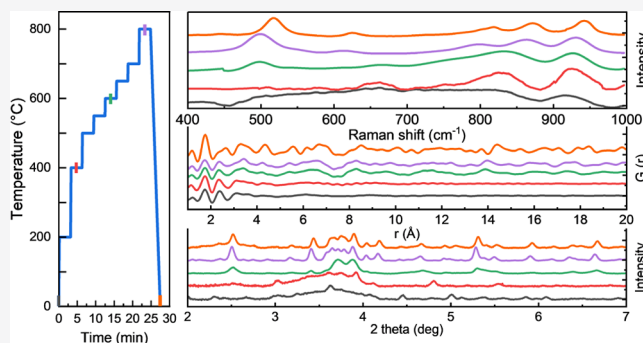 800
600
400
200
0
Temperature (°C)
0 5 10 15 20 25 30
Time (min)
Intensity
400 500 600 700 800 900 1000
Raman shift (cm-1)
G (r)
2 4 6 8 10 12 14 16 18 20
r (Å)
Intensity
2 3 4 5 6 7
2 theta (deg)